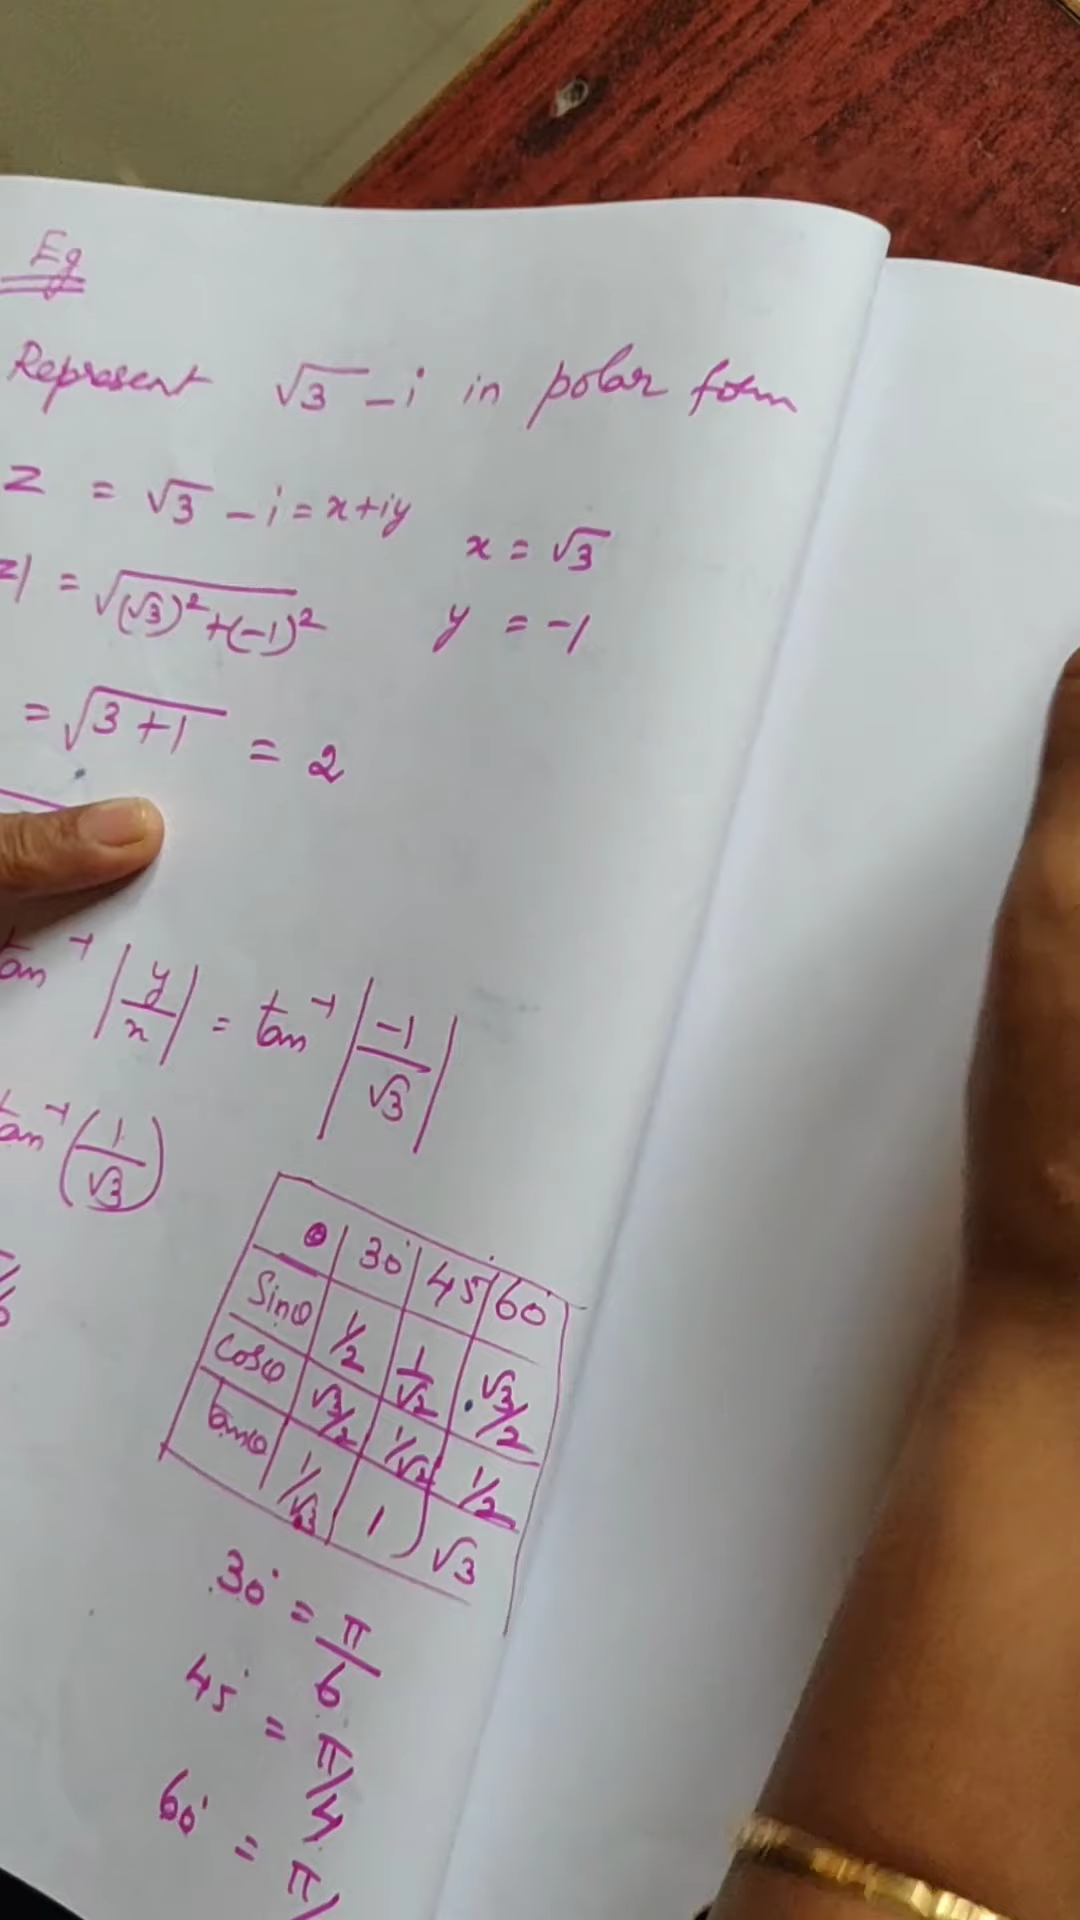 Eg
Represent √3 - i in polar form
z = √3 - i = x+iy
x = √3
z| = √(√3)²+(-1)²
y = -1
= √3+1 = 2
tan⁻¹ |y/x| = tan⁻¹ |-1/√3|
tan⁻¹ (1/√3)
θ 30° 45 60°
Sinθ 1/2 1/√2 √3/2
Cosθ √3/2 1/√2 1/2
tanθ 1/√3 1 √3
30° = π/6
45° = π/4
60° = π/